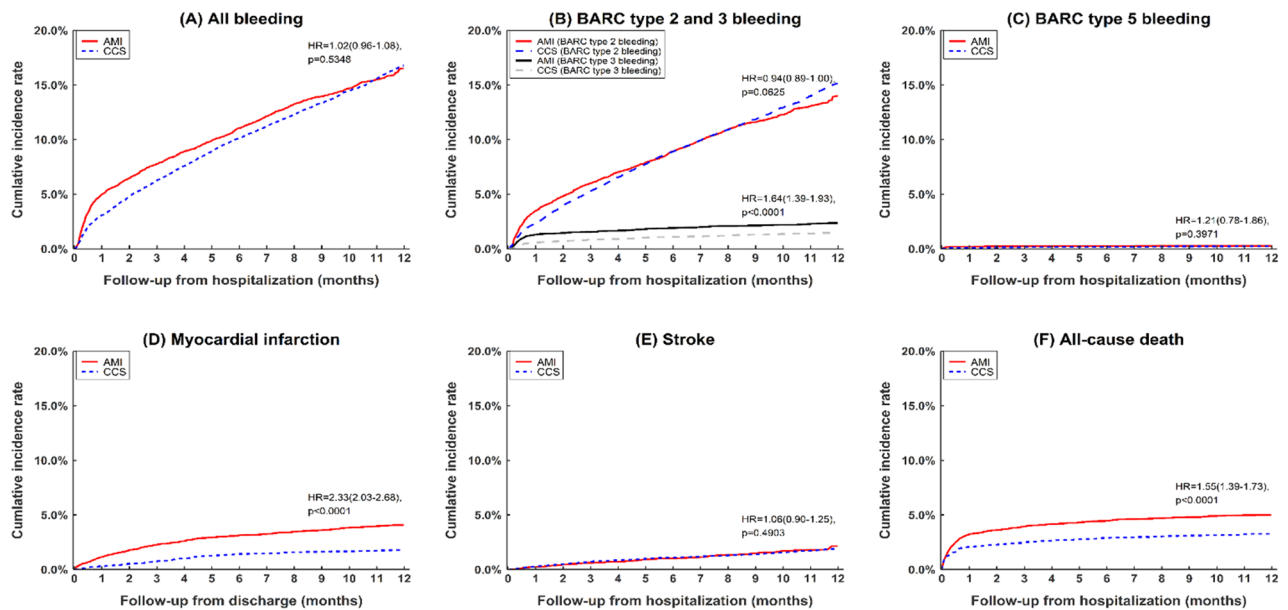 (A) All bleeding
20.0%
15.0%
10.0%
5.0%
0.0%
Cumlative incidence rate
AMI
CCS
HR=1.02(0.96-1.08),
p=0.5348
0 1 2 3 4 5 6 7 8 9 10 11 12
Follow-up from hospitalization (months)
(B) BARC type 2 and 3 bleeding
20.0%
15.0%
10.0%
5.0%
0.0%
Cumlative incidence rate
AMI (BARC type 2 bleeding)
CCS (BARC type 2 bleeding)
AMI (BARC type 3 bleeding)
CCS (BARC type 3 bleeding)
HR=0.94(0.89-1.00),
p=0.0625
HR=1.64(1.39-1.93),
p<0.0001
0 1 2 3 4 5 6 7 8 9 10 11 12
Follow-up from hospitalization (months)
(C) BARC type 5 bleeding
20.0%
15.0%
10.0%
5.0%
0.0%
Cumlative incidence rate
AMI
CCS
HR=1.21(0.78-1.86),
p=0.3971
0 1 2 3 4 5 6 7 8 9 10 11 12
Follow-up from hospitalization (months)
(D) Myocardial infarction
20.0%
15.0%
10.0%
5.0%
0.0%
Cumlative incidence rate
AMI
CCS
HR=2.33(2.03-2.68),
p<0.0001
0 1 2 3 4 5 6 7 8 9 10 11 12
Follow-up from discharge (months)
(E) Stroke
20.0%
15.0%
10.0%
5.0%
0.0%
Cumlative incidence rate
AMI
CCS
HR=1.06(0.90-1.25),
p=0.4903
0 1 2 3 4 5 6 7 8 9 10 11 12
Follow-up from hospitalization (months)
(F) All-cause death
20.0%
15.0%
10.0%
5.0%
0.0%
Cumlative incidence rate
AMI
CCS
HR=1.55(1.39-1.73),
p<0.0001
0 1 2 3 4 5 6 7 8 9 10 11 12
Follow-up from hospitalization (months)